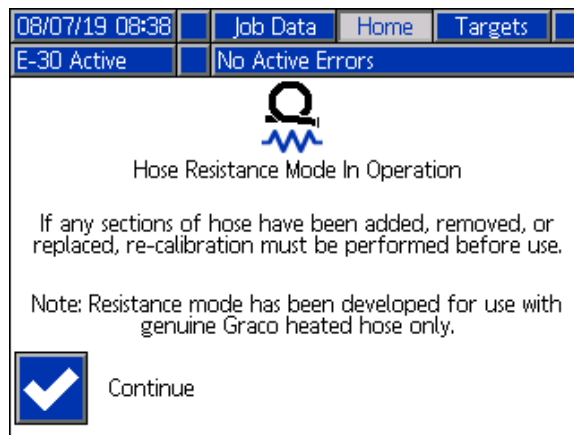 08/07/19 08:38 Job Data Home Targets
E-30 Active No Active Errors
Hose Resistance Mode In Operation
If any sections of hose have been added, removed, or
replaced, re-calibration must be performed before use.
Note: Resistance mode has been developed for use with
genuine Graco heated hose only.
Continue